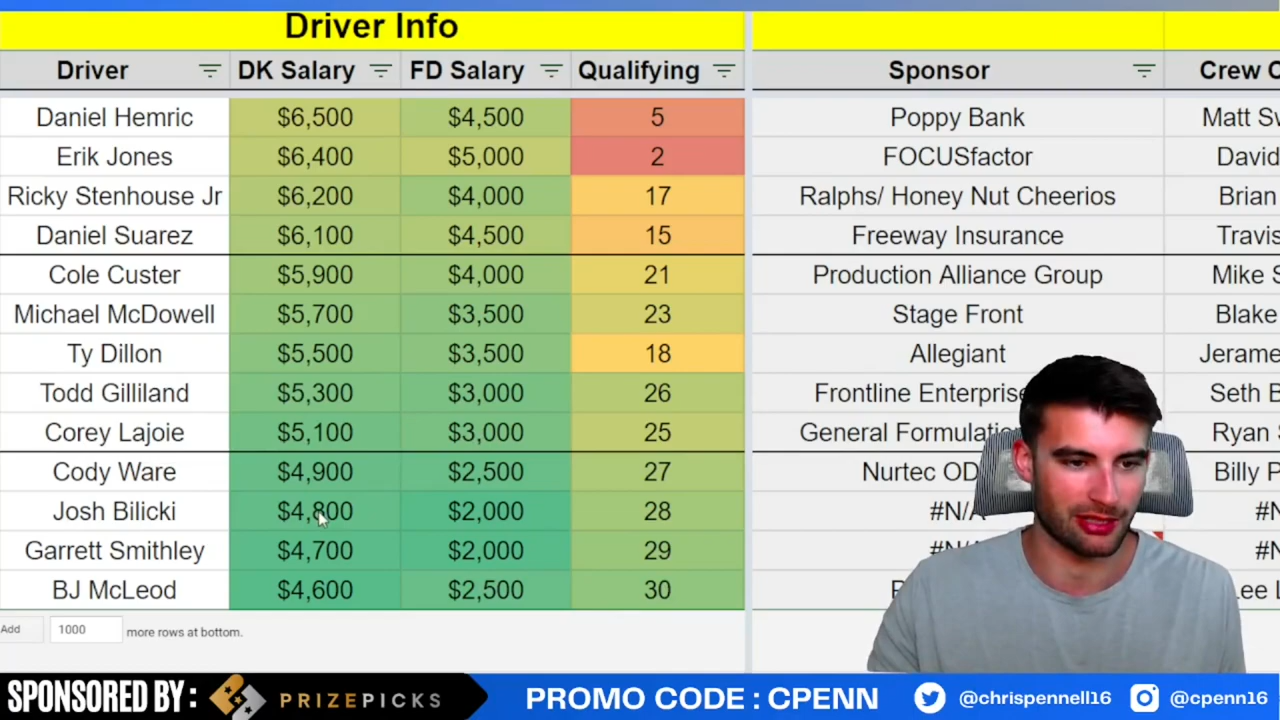 Driver Info
Driver DK Salary FD Salary Qualifying Sponsor Crew C
Daniel Hemric $6,500 $4,500 5 Poppy Bank Matt Sw
Erik Jones $6,400 $5,000 2 FOCUSfactor David
Ricky Stenhouse Jr $6,200 $4,000 17 Ralphs/ Honey Nut Cheerios Brian
Daniel Suarez $6,100 $4,500 15 Freeway Insurance Travis
Cole Custer $5,900 $4,000 21 Production Alliance Group Mike S
Michael McDowell $5,700 $3,500 23 Stage Front Blake
Ty Dillon $5,500 $3,500 18 Allegiant Jerame
Todd Gilliland $5,300 $3,000 26 Frontline Enterprise Seth B
Corey Lajoie $5,100 $3,000 25 General Formulatio Ryan S
Cody Ware $4,900 $2,500 27 Nurtec OD Billy P
Josh Bilicki $4,800 $2,000 28 #N/A #N
Garrett Smithley $4,700 $2,000 29 #N/A #N
BJ McLeod $4,600 $2,500 30 Lee L
Add 1000 more rows at bottom.
SPONSORED BY : PRIZEPICKS PROMO CODE : CPENN @chrispennell16 @cpenn16